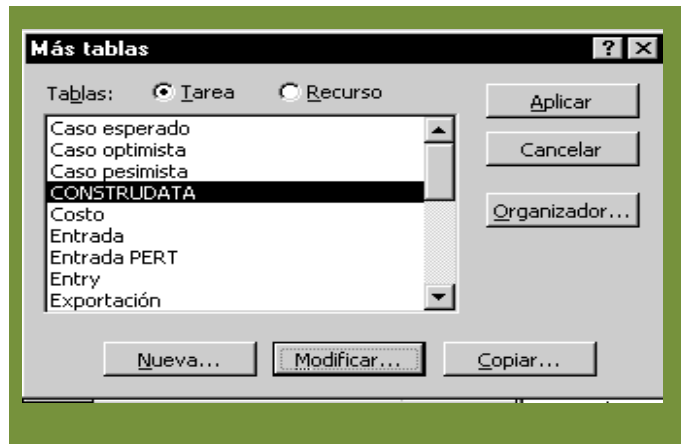 Más tablas
Tablas: Tarea Recurso
Aplicar
Cancelar
Organizador...
Caso esperado
Caso optimista
Caso pesimista
CONSTRUDATA
Costo
Entrada
Entrada PERT
Entry
Exportación
Nueva... Modificar... Copiar...